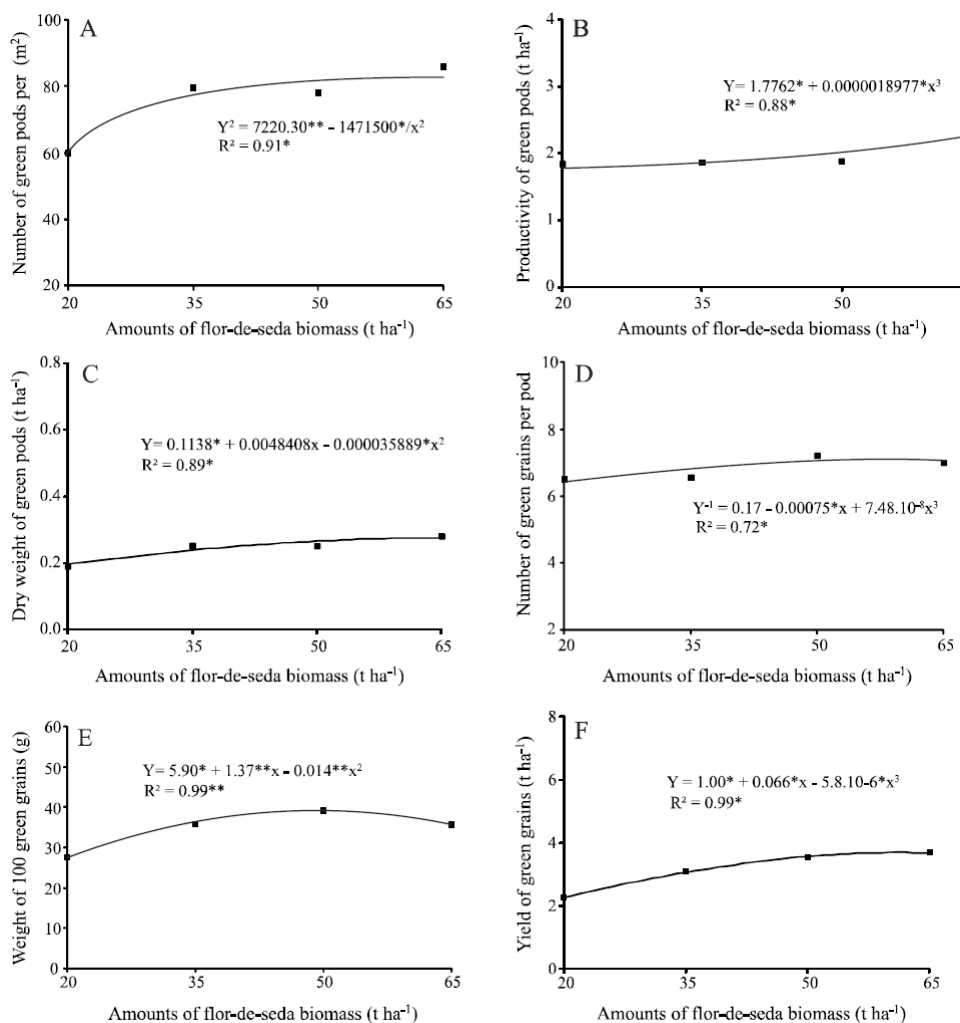 A
Number of green pods per (m²)
100
80
60
40
20
Y² = 7220.30** – 1471500*/x²
R² = 0.91*
20 35 50 65
Amounts of flor-de-seda biomass (t ha⁻¹)
B
Productivity of green pods (t ha⁻¹)
4
3
2
1
0
Y= 1.7762* + 0.0000018977*x³
R² = 0.88*
20 35 50
Amounts of flor-de-seda biomass (t ha⁻¹)
C
Dry weight of green pods (t ha⁻¹)
0.8
0.6
0.4
0.2
0.0
Y= 0.1138* + 0.0048408x – 0.000035889*x²
R² = 0.89*
20 35 50 65
Amounts of flor-de-seda biomass (t ha⁻¹)
D
Number of green grains per pod
10
8
6
4
2
Y⁻¹ = 0.17 – 0.00075*x + 7.48.10⁻⁸x³
R² = 0.72*
20 35 50 65
Amounts of flor-de-seda biomass (t ha⁻¹)
E
Weight of 100 green grains (g)
60
50
40
30
20
10
0
Y= 5.90* + 1.37**x – 0.014**x²
R² = 0.99**
20 35 50 65
Amounts of flor-de-seda biomass (t ha⁻¹)
F
Yield of green grains (t ha⁻¹)
8
6
4
2
0
Y = 1.00* + 0.066*x – 5.8.10-6*x³
R² = 0.99*
20 35 50 65
Amounts of flor-de-seda biomass (t ha⁻¹)